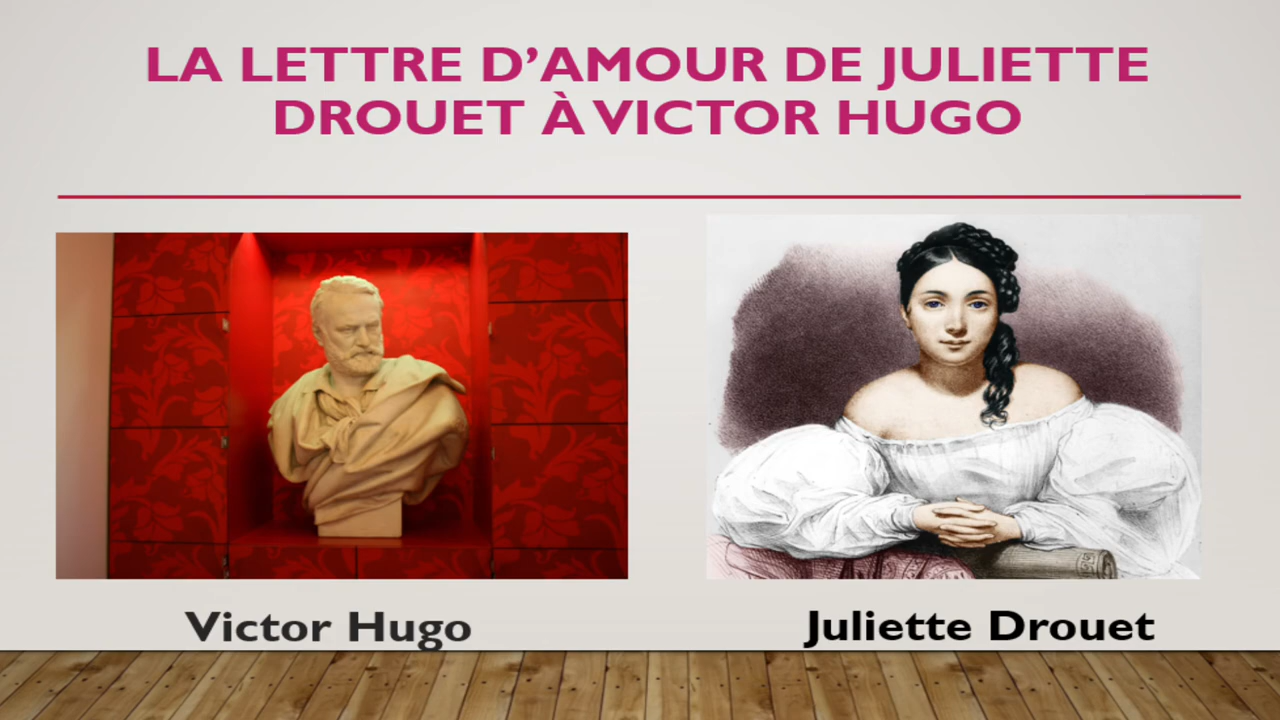 LA LETTRE D’AMOUR DE JULIETTE
DROUET À VICTOR HUGO
Victor Hugo
Juliette Drouet